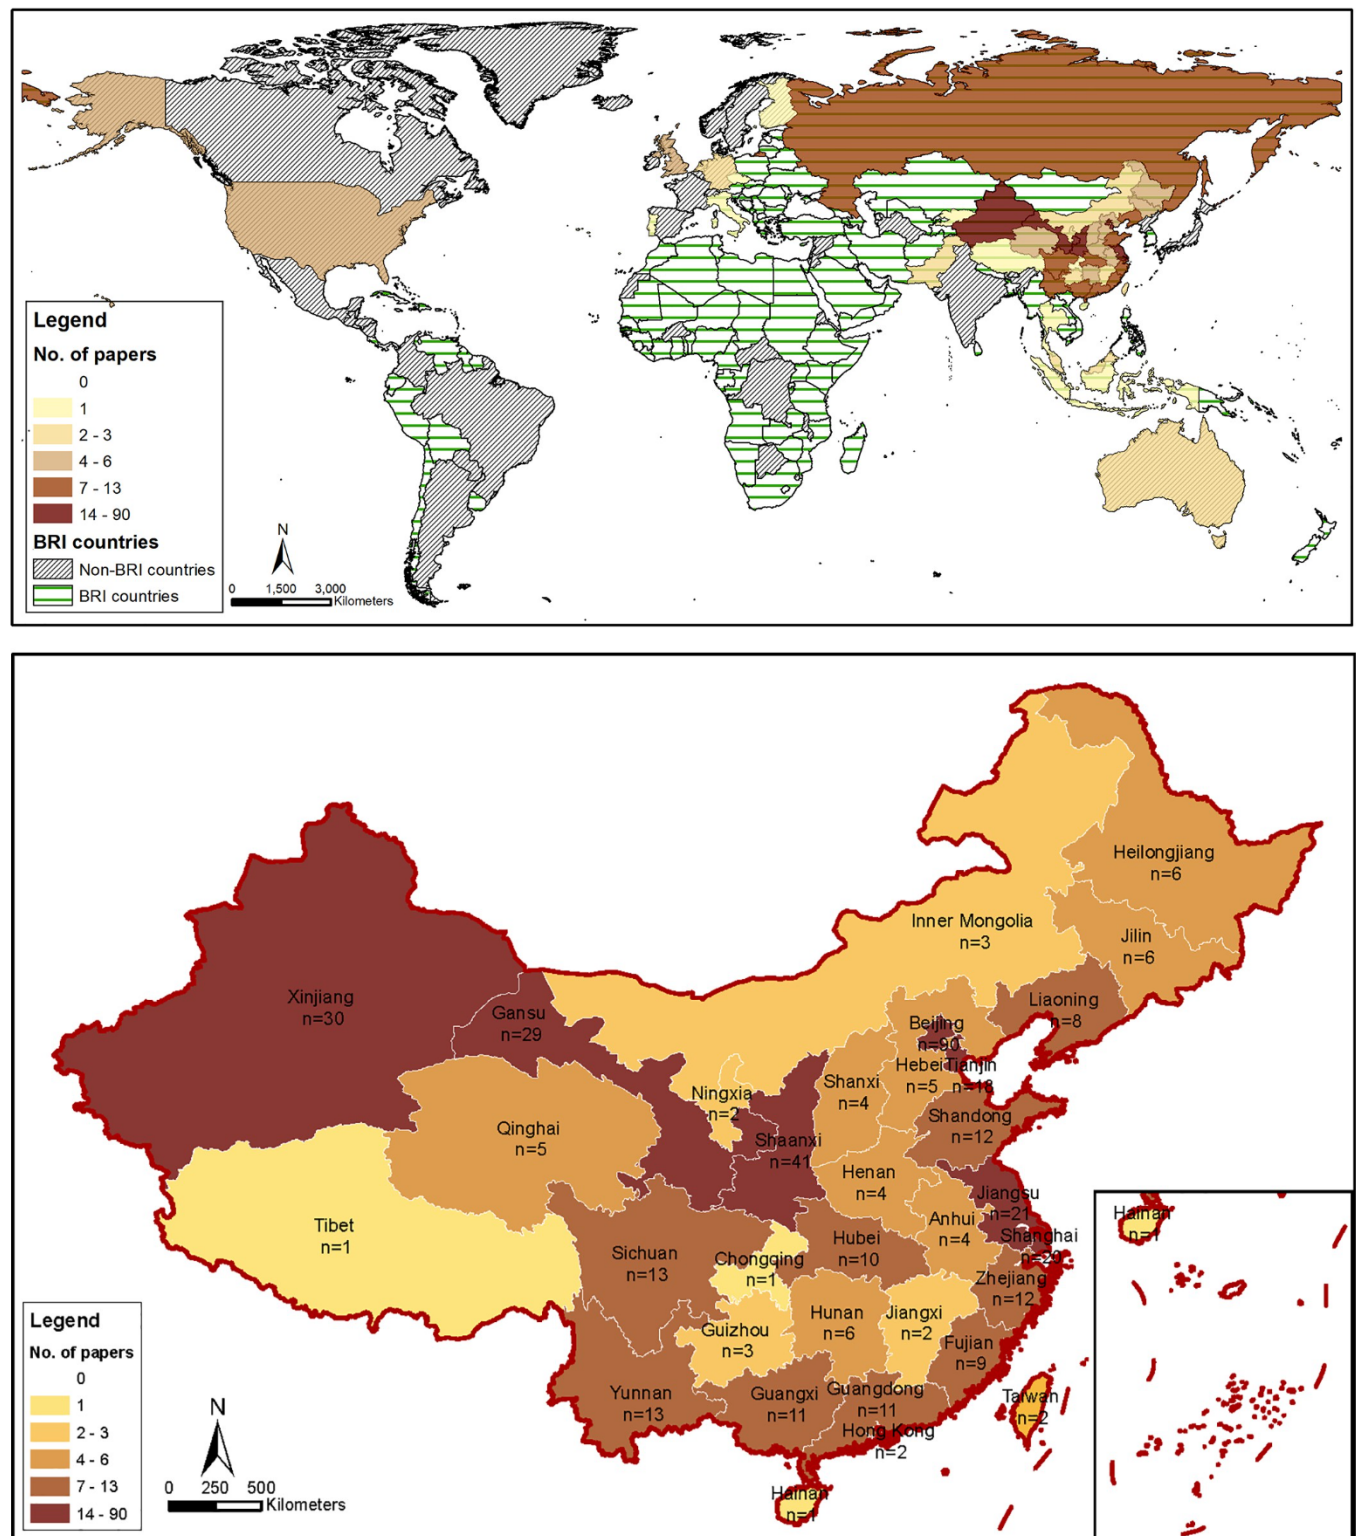 Legend
No. of papers
0
1
2 - 3
4 - 6
7 - 13
14 - 90
BRI countries
Non-BRI countries
BRI countries
N
0 1,500 3,000
Kilometers
Heilongjiang
n=6
Inner Mongolia
n=3
Jilin
n=6
Xinjiang
n=30
Gansu
n=29
Liaoning
n=8
Beijing
n=90
Hebei
n=5
Tianjin
n=18
Shanxi
n=4
Ningxia
n=2
Shandong
n=12
Qinghai
n=5
Shaanxi
n=41
Henan
n=4
Jiangsu
n=21
Anhui
n=4
Shanghai
Tibet
n=1
Sichuan
n=13
Chongqing
n=1
Hubei
n=10
Zhejiang
n=12
Hunan
n=6
Jiangxi
n=2
Guizhou
n=3
Fujian
n=9
Yunnan
n=13
Guangxi
n=11
Guangdong
n=11
Hong Kong
n=2
Taiwan
n=2
Hainan
n=1
Hainan
n=1
Legend
No. of papers
0
1
2 - 3
4 - 6
7 - 13
14 - 90
N
0 250 500
Kilometers